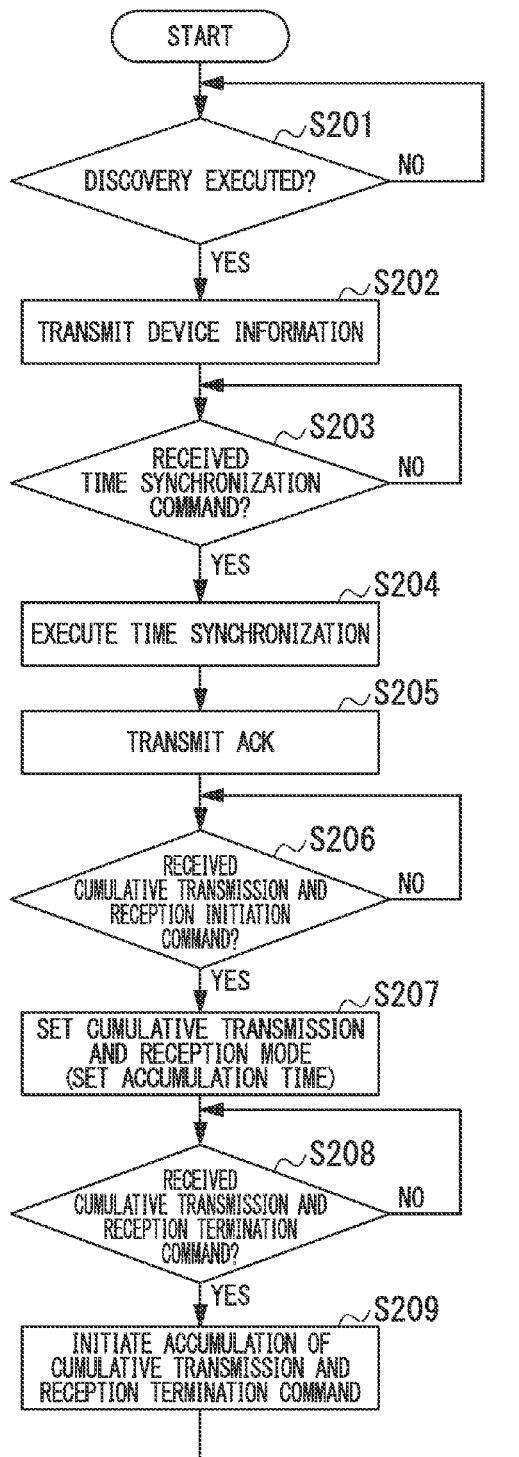 START
S201
DISCOVERY EXECUTED?
NO
YES
S202
TRANSMIT DEVICE INFORMATION
S203
RECEIVED
TIME SYNCHRONIZATION
COMMAND?
NO
YES
S204
EXECUTE TIME SYNCHRONIZATION
S205
TRANSMIT ACK
S206
RECEIVED
CUMULATIVE TRANSMISSION AND
RECEPTION INITIATION
COMMAND?
NO
YES
S207
SET CUMULATIVE TRANSMISSION
AND RECEPTION MODE
(SET ACCUMULATION TIME)
S208
RECEIVED
CUMULATIVE TRANSMISSION AND
RECEPTION TERMINATION
COMMAND?
NO
YES
S209
INITIATE ACCUMULATION OF
CUMULATIVE TRANSMISSION AND
RECEPTION TERMINATION COMMAND